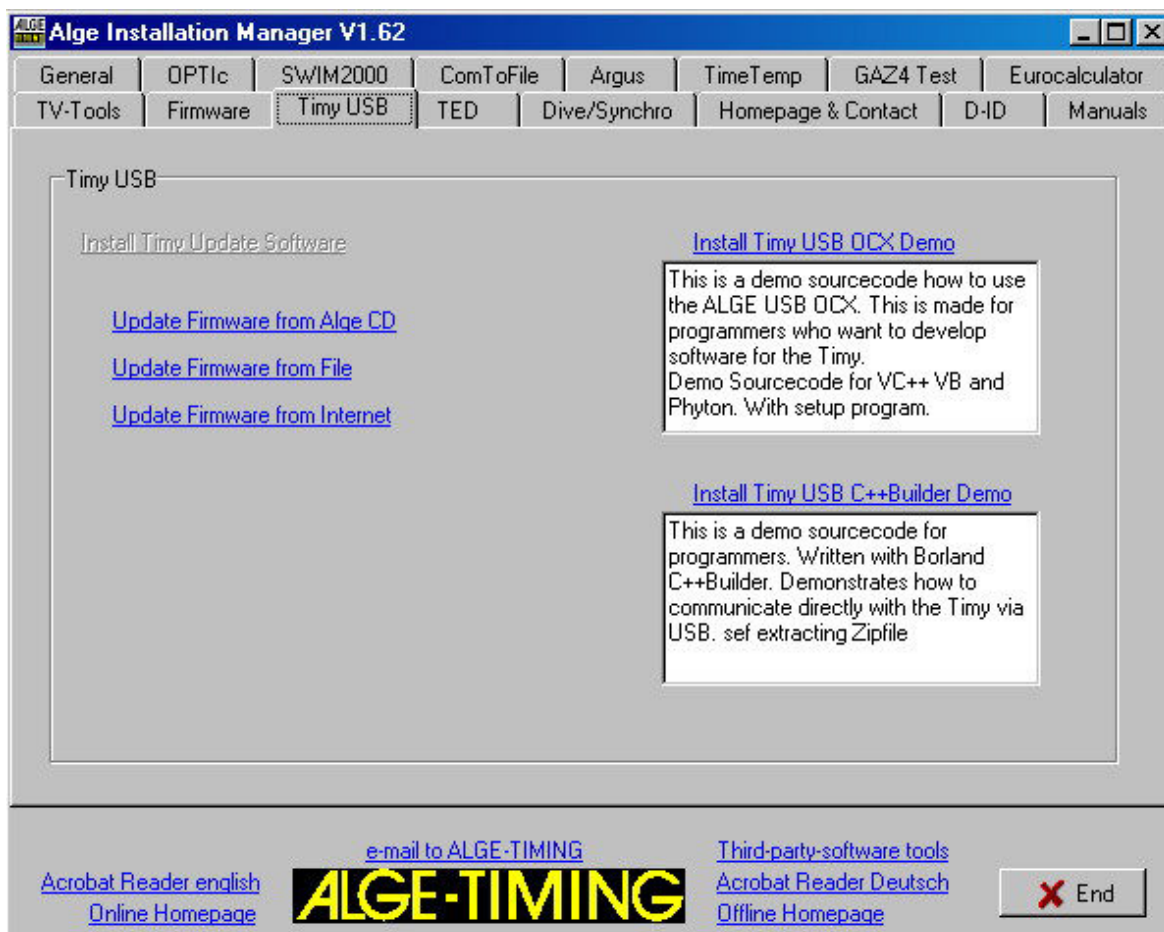 Alge Installation Manager V1.62
General OPTIc SWIM2000 ComToFile Argus TimeTemp GAZ4 Test Eurocalculator
TV-Tools Firmware Timy USB TED Dive/Synchro Homepage & Contact D-ID Manuals
Timy USB
Install Timy Update Software
Update Firmware from Alge CD
Update Firmware from File
Update Firmware from Internet
Install Timy USB OCX Demo
This is a demo sourcecode how to use
the ALGE USB OCX. This is made for
programmers who want to develop
software for the Timy.
Demo Sourcecode for VC++ VB and
Phyton. With setup program.
Install Timy USB C++Builder Demo
This is a demo sourcecode for
programmers. Written with Borland
C++Builder. Demonstrates how to
communicate directly with the Timy via
USB. sef extracting Zipfile
e-mail to ALGE-TIMING
Acrobat Reader english
Online Homepage
ALGE-TIMING
Third-party-software tools
Acrobat Reader Deutsch
Offline Homepage
End